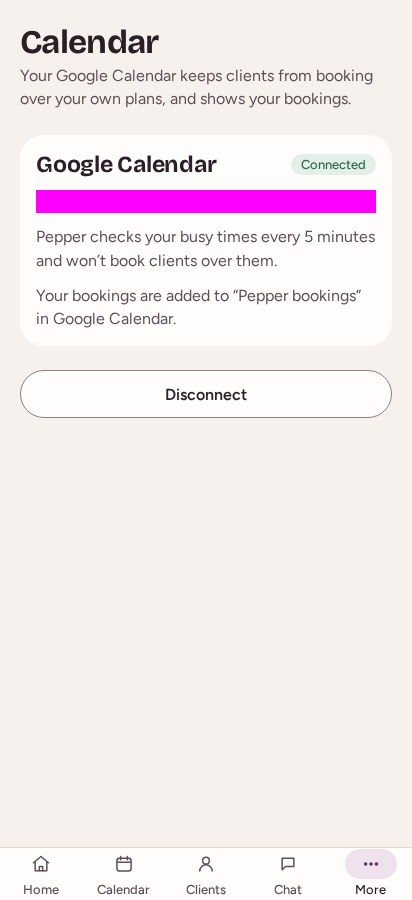 Calendar
Your Google Calendar keeps clients from booking
over your own plans, and shows your bookings.
Google Calendar
Connected
Pepper checks your busy times every 5 minutes
and won’t book clients over them.
Your bookings are added to “Pepper bookings”
in Google Calendar.
Disconnect
Home
Calendar
Clients
Chat
More